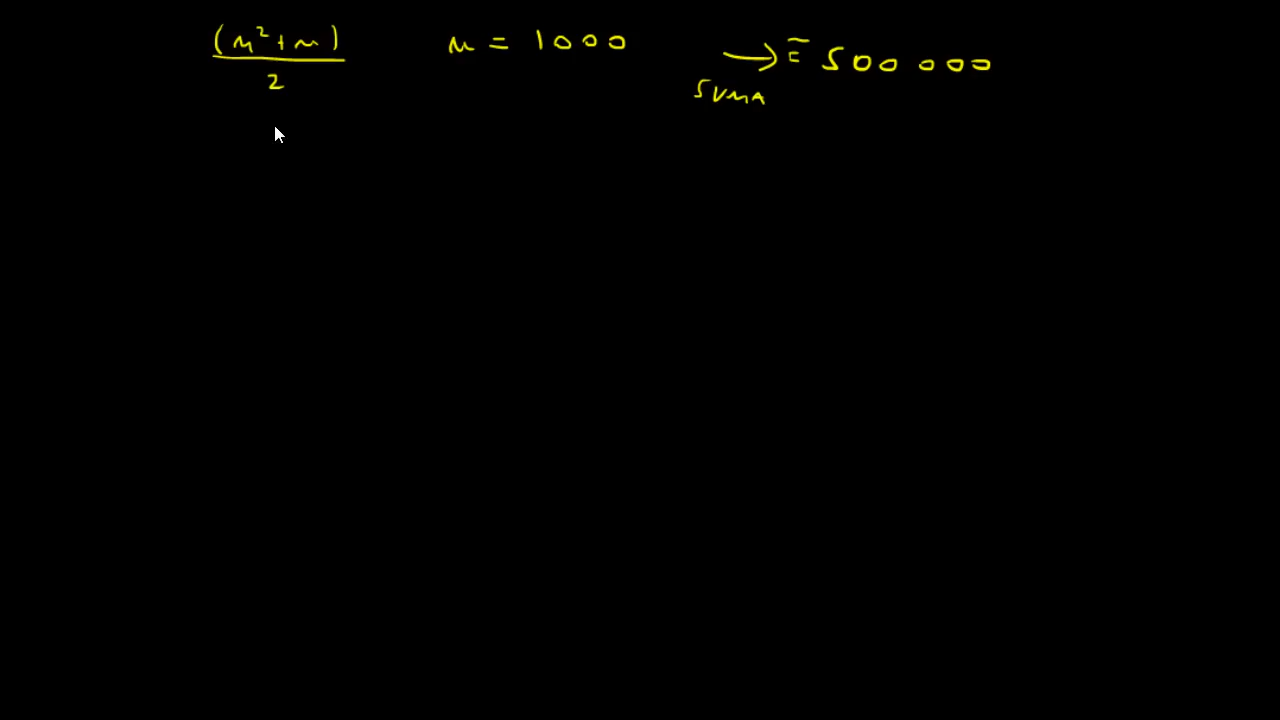 (n²+n)/2 n = 1000 → ≅ 500 000
SUMA